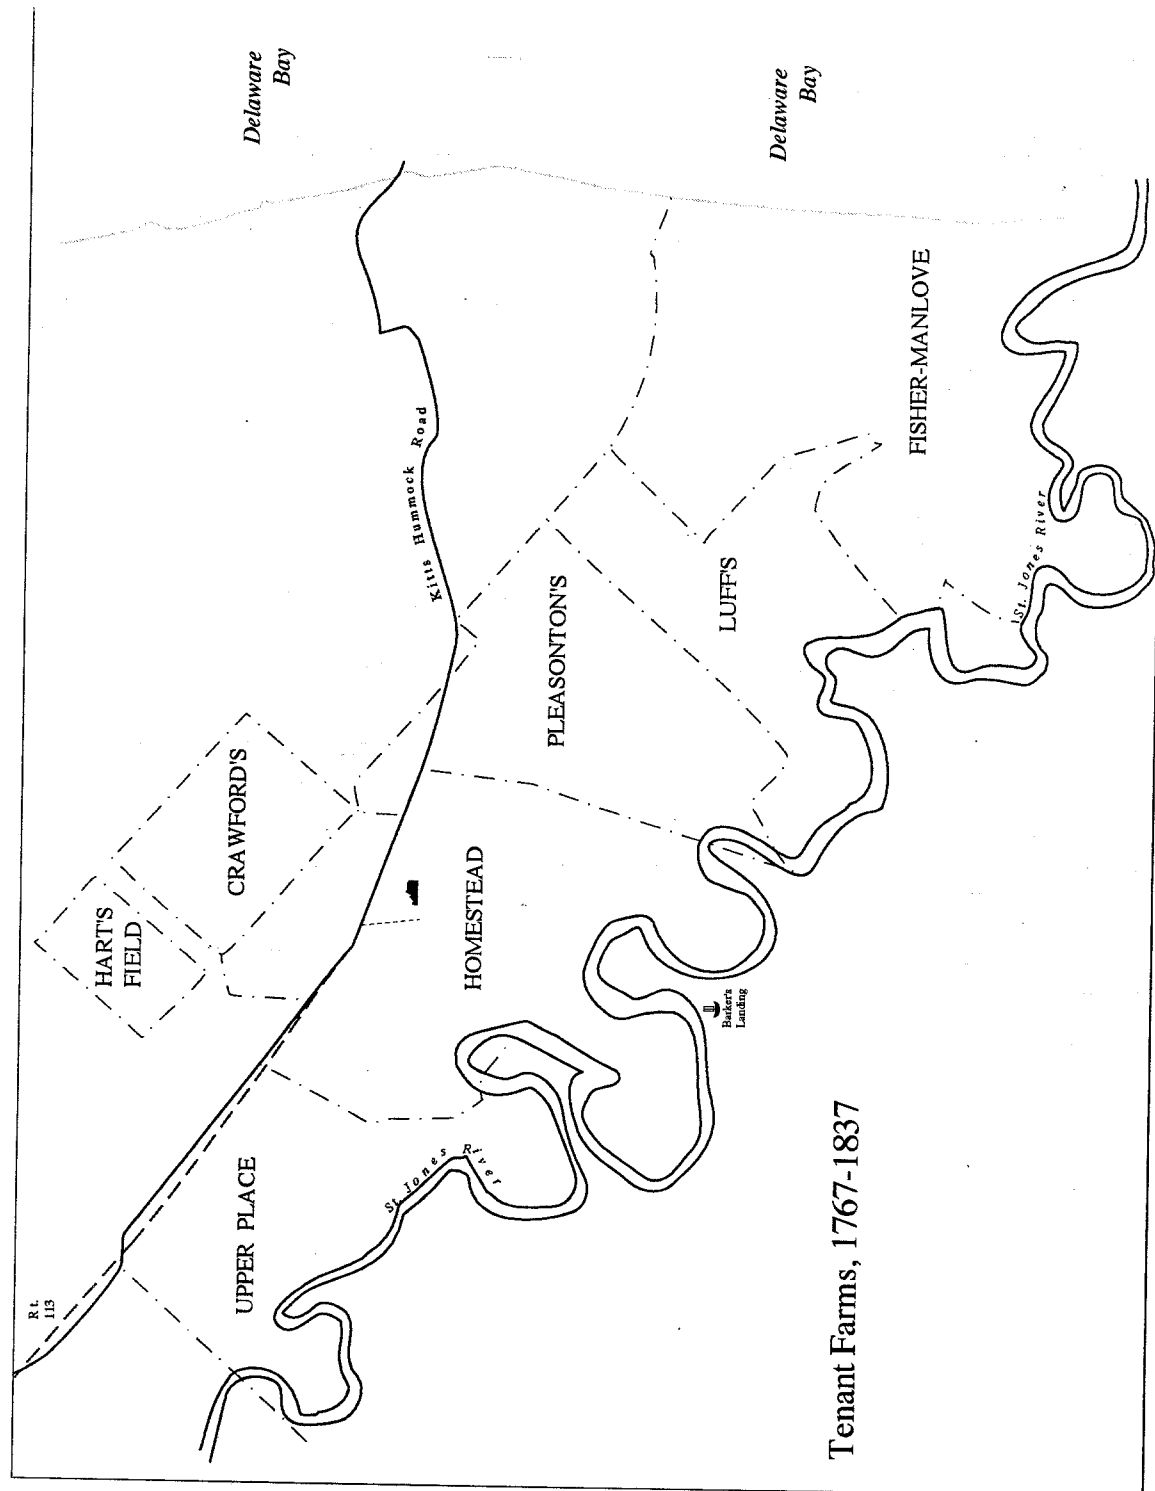 Rt.
113
HART'S
FIELD
CRAWFORD'S
Delaware
Bay
UPPER PLACE
St. Jones River
HOMESTEAD
Kitts Hummock Road
PLEASONTON'S
Barker's
Landing
LUFF'S
Delaware
Bay
FISHER-MANLOVE
St. Jones River
Tenant Farms, 1767-1837